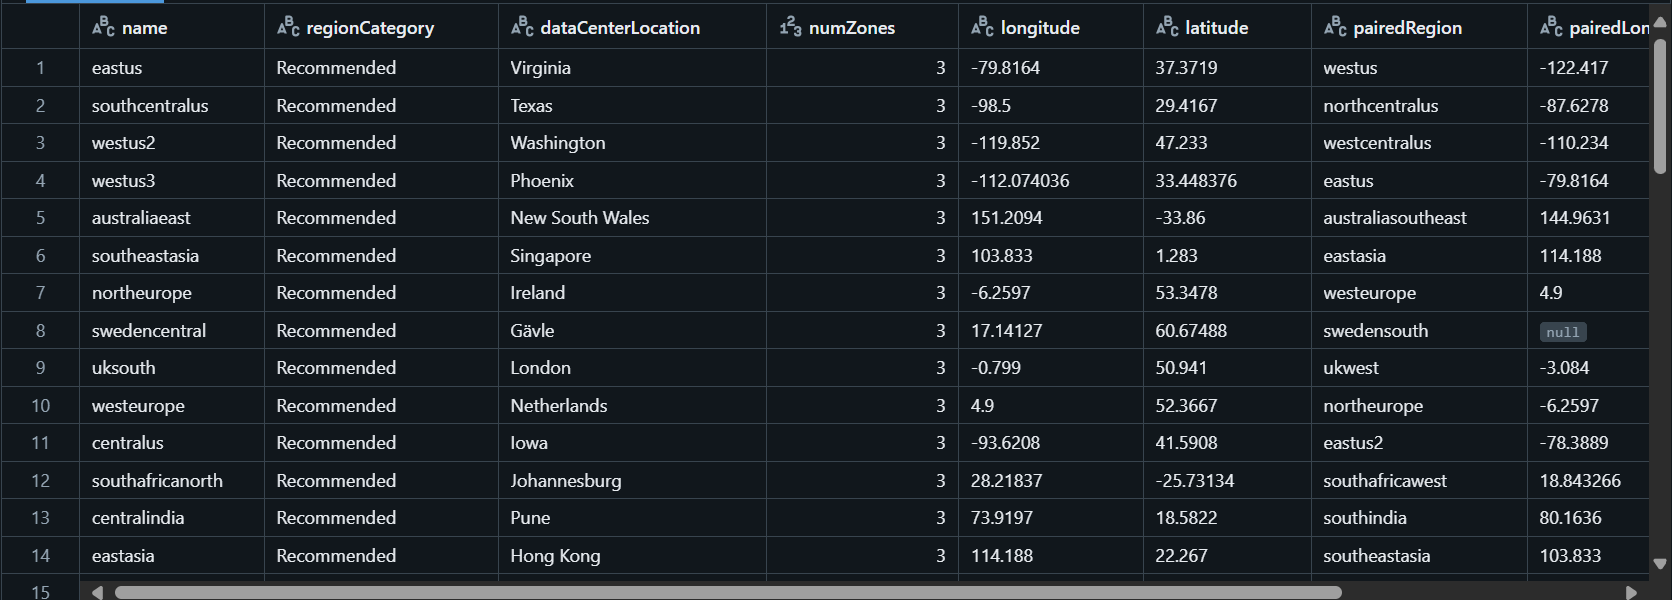 ABC name ABC regionCategory ABC dataCenterLocation 123 numZones ABC longitude ABC latitude ABC pairedRegion ABC pairedLon
1 eastus Recommended Virginia 3 -79.8164 37.3719 westus -122.417
2 southcentralus Recommended Texas 3 -98.5 29.4167 northcentralus -87.6278
3 westus2 Recommended Washington 3 -119.852 47.233 westcentralus -110.234
4 westus3 Recommended Phoenix 3 -112.074036 33.448376 eastus -79.8164
5 australiaeast Recommended New South Wales 3 151.2094 -33.86 australiasoutheast 144.9631
6 southeastasia Recommended Singapore 3 103.833 1.283 eastasia 114.188
7 northeurope Recommended Ireland 3 -6.2597 53.3478 westeurope 4.9
8 swedencentral Recommended Gävle 3 17.14127 60.67488 swedensouth null
9 uksouth Recommended London 3 -0.799 50.941 ukwest -3.084
10 westeurope Recommended Netherlands 3 4.9 52.3667 northeurope -6.2597
11 centralus Recommended Iowa 3 -93.6208 41.5908 eastus2 -78.3889
12 southafricanorth Recommended Johannesburg 3 28.21837 -25.73134 southafricawest 18.843266
13 centralindia Recommended Pune 3 73.9197 18.5822 southindia 80.1636
14 eastasia Recommended Hong Kong 3 114.188 22.267 southeastasia 103.833
15